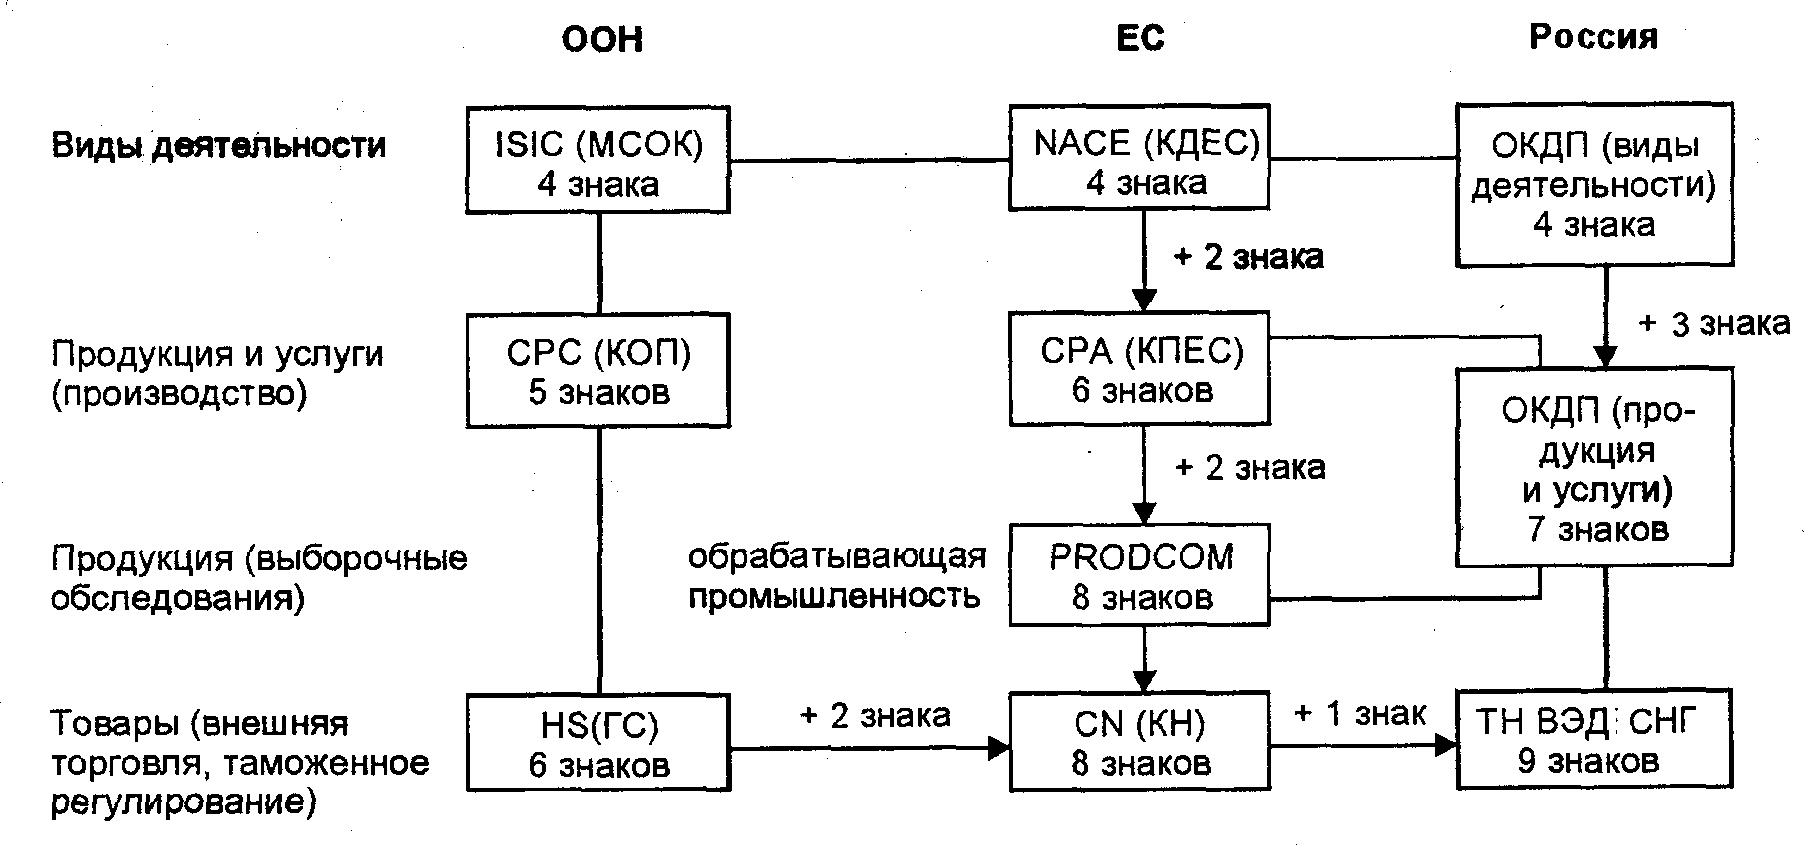 ООН
ЕС
Россия
Виды деятельности
ISIC (МСОК)
4 знака
NACE (КДЕС)
4 знака
ОКДП (виды
деятельности)
4 знака
+ 2 знака
+ 3 знака
Продукция и услуги
(производство)
CPC (КОП)
5 знаков
CPA (КПЕС)
6 знаков
ОКДП (про-
дукция
и услуги)
7 знаков
+ 2 знака
Продукция (выборочные
обследования)
обрабатывающая
промышленность
PRODCOM
8 знаков
Товары (внешняя
торговля, таможенное
регулирование)
HS(ГС)
6 знаков
+ 2 знака
CN (КН)
8 знаков
+ 1 знак
ТН ВЭД СНГ
9 знаков